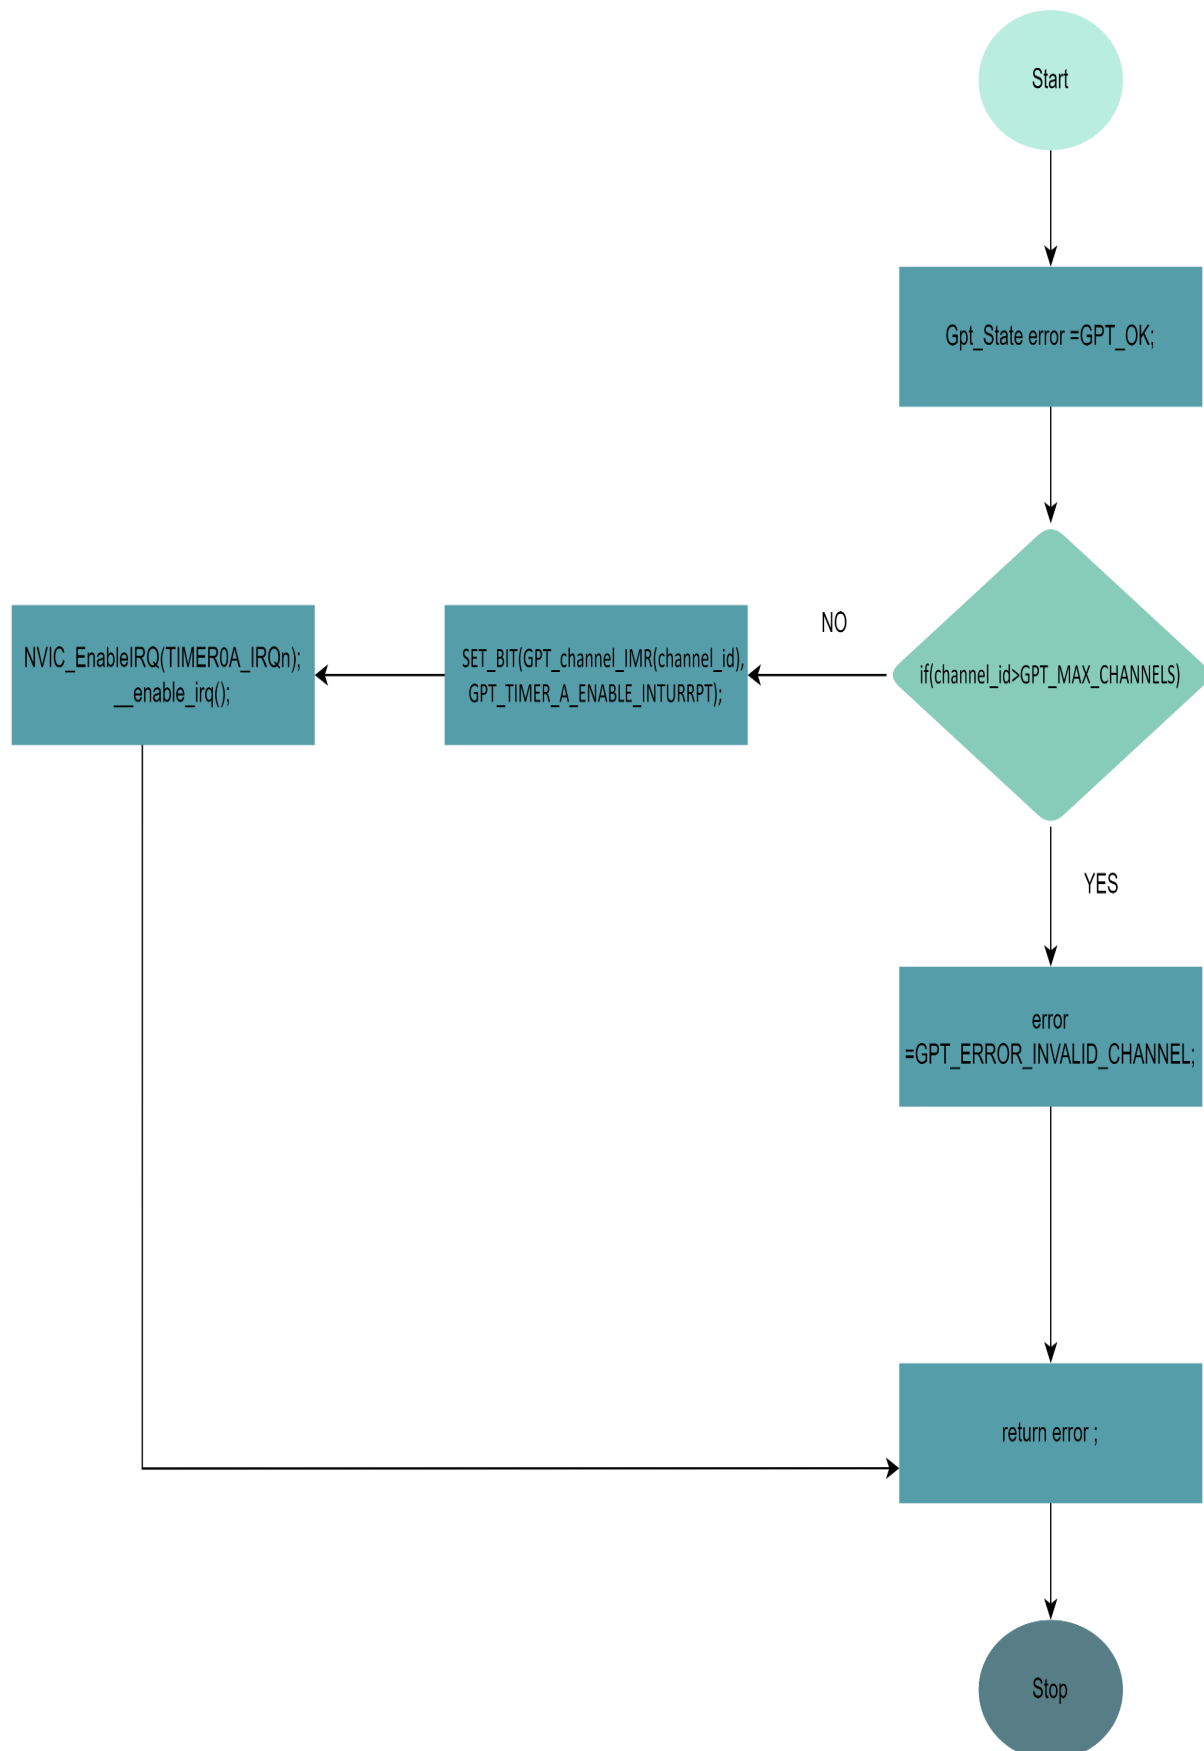 Start
Gpt_State error =GPT_OK;
if(channel_id>GPT_MAX_CHANNELS)
NO
SET_BIT(GPT_channel_IMR(channel_id),
GPT_TIMER_A_ENABLE_INTURRPT);
NVIC_EnableIRQ(TIMER0A_IRQn);
__enable_irq();
YES
error
=GPT_ERROR_INVALID_CHANNEL;
return error ;
Stop